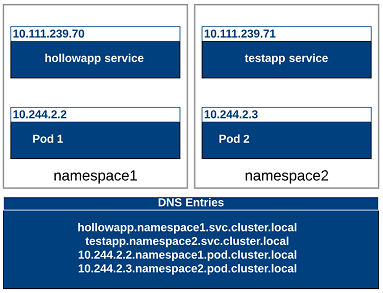 10.111.239.70
hollowapp service
10.244.2.2
Pod 1
namespace1
10.111.239.71
testapp service
10.244.2.3
Pod 2
namespace2
DNS Entries
hollowapp.namespace1.svc.cluster.local
testapp.namespace2.svc.cluster.local
10.244.2.2.namespace1.pod.cluster.local
10.244.2.3.namespace2.pod.cluster.local